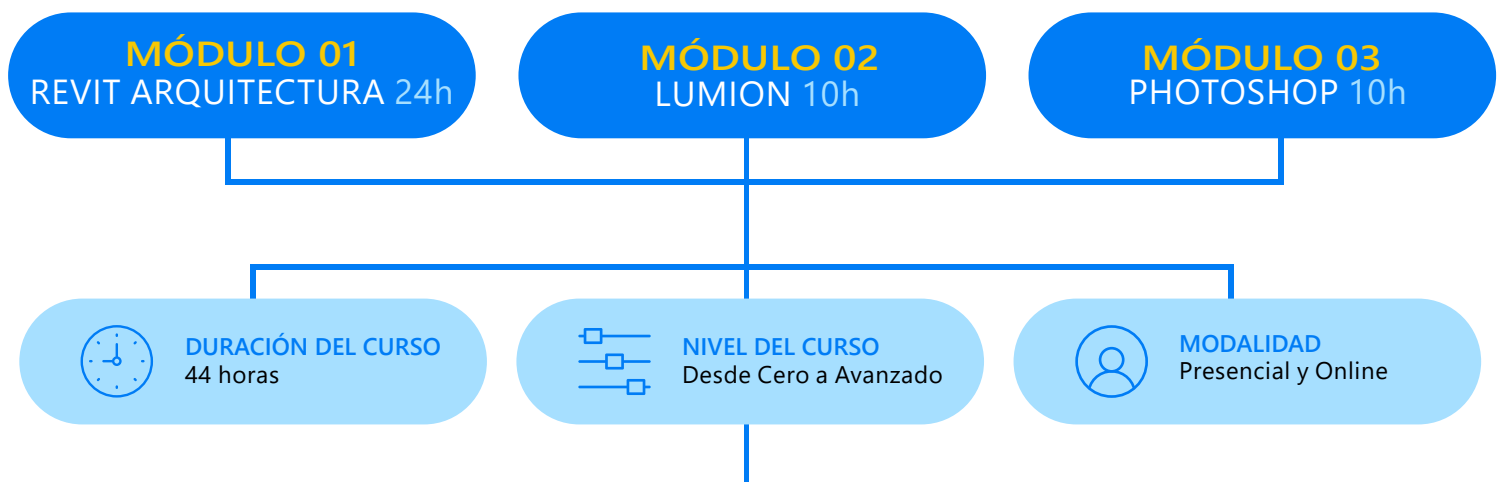 MÓDULO 01
REVIT ARQUITECTURA 24h
MÓDULO 02
LUMION 10h
MÓDULO 03
PHOTOSHOP 10h
DURACIÓN DEL CURSO
44 horas
NIVEL DEL CURSO
Desde Cero a Avanzado
MODALIDAD
Presencial y Online